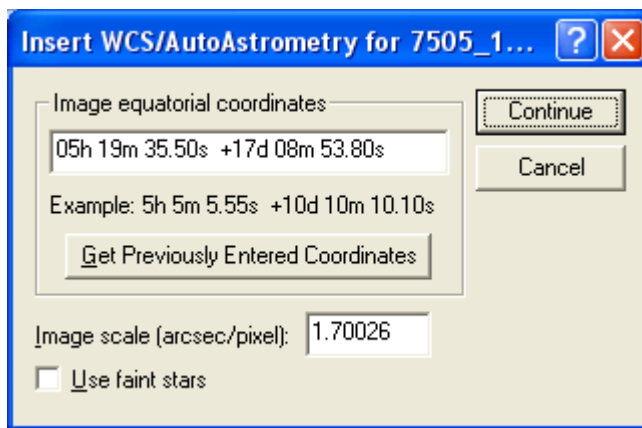 Insert WCS/AutoAstrometry for 7505_1...
Image equatorial coordinates
05h 19m 35.50s +17d 08m 53.80s
Example: 5h 5m 5.55s +10d 10m 10.10s
Get Previously Entered Coordinates
Continue
Cancel
Image scale (arcsec/pixel): 1.70026
Use faint stars